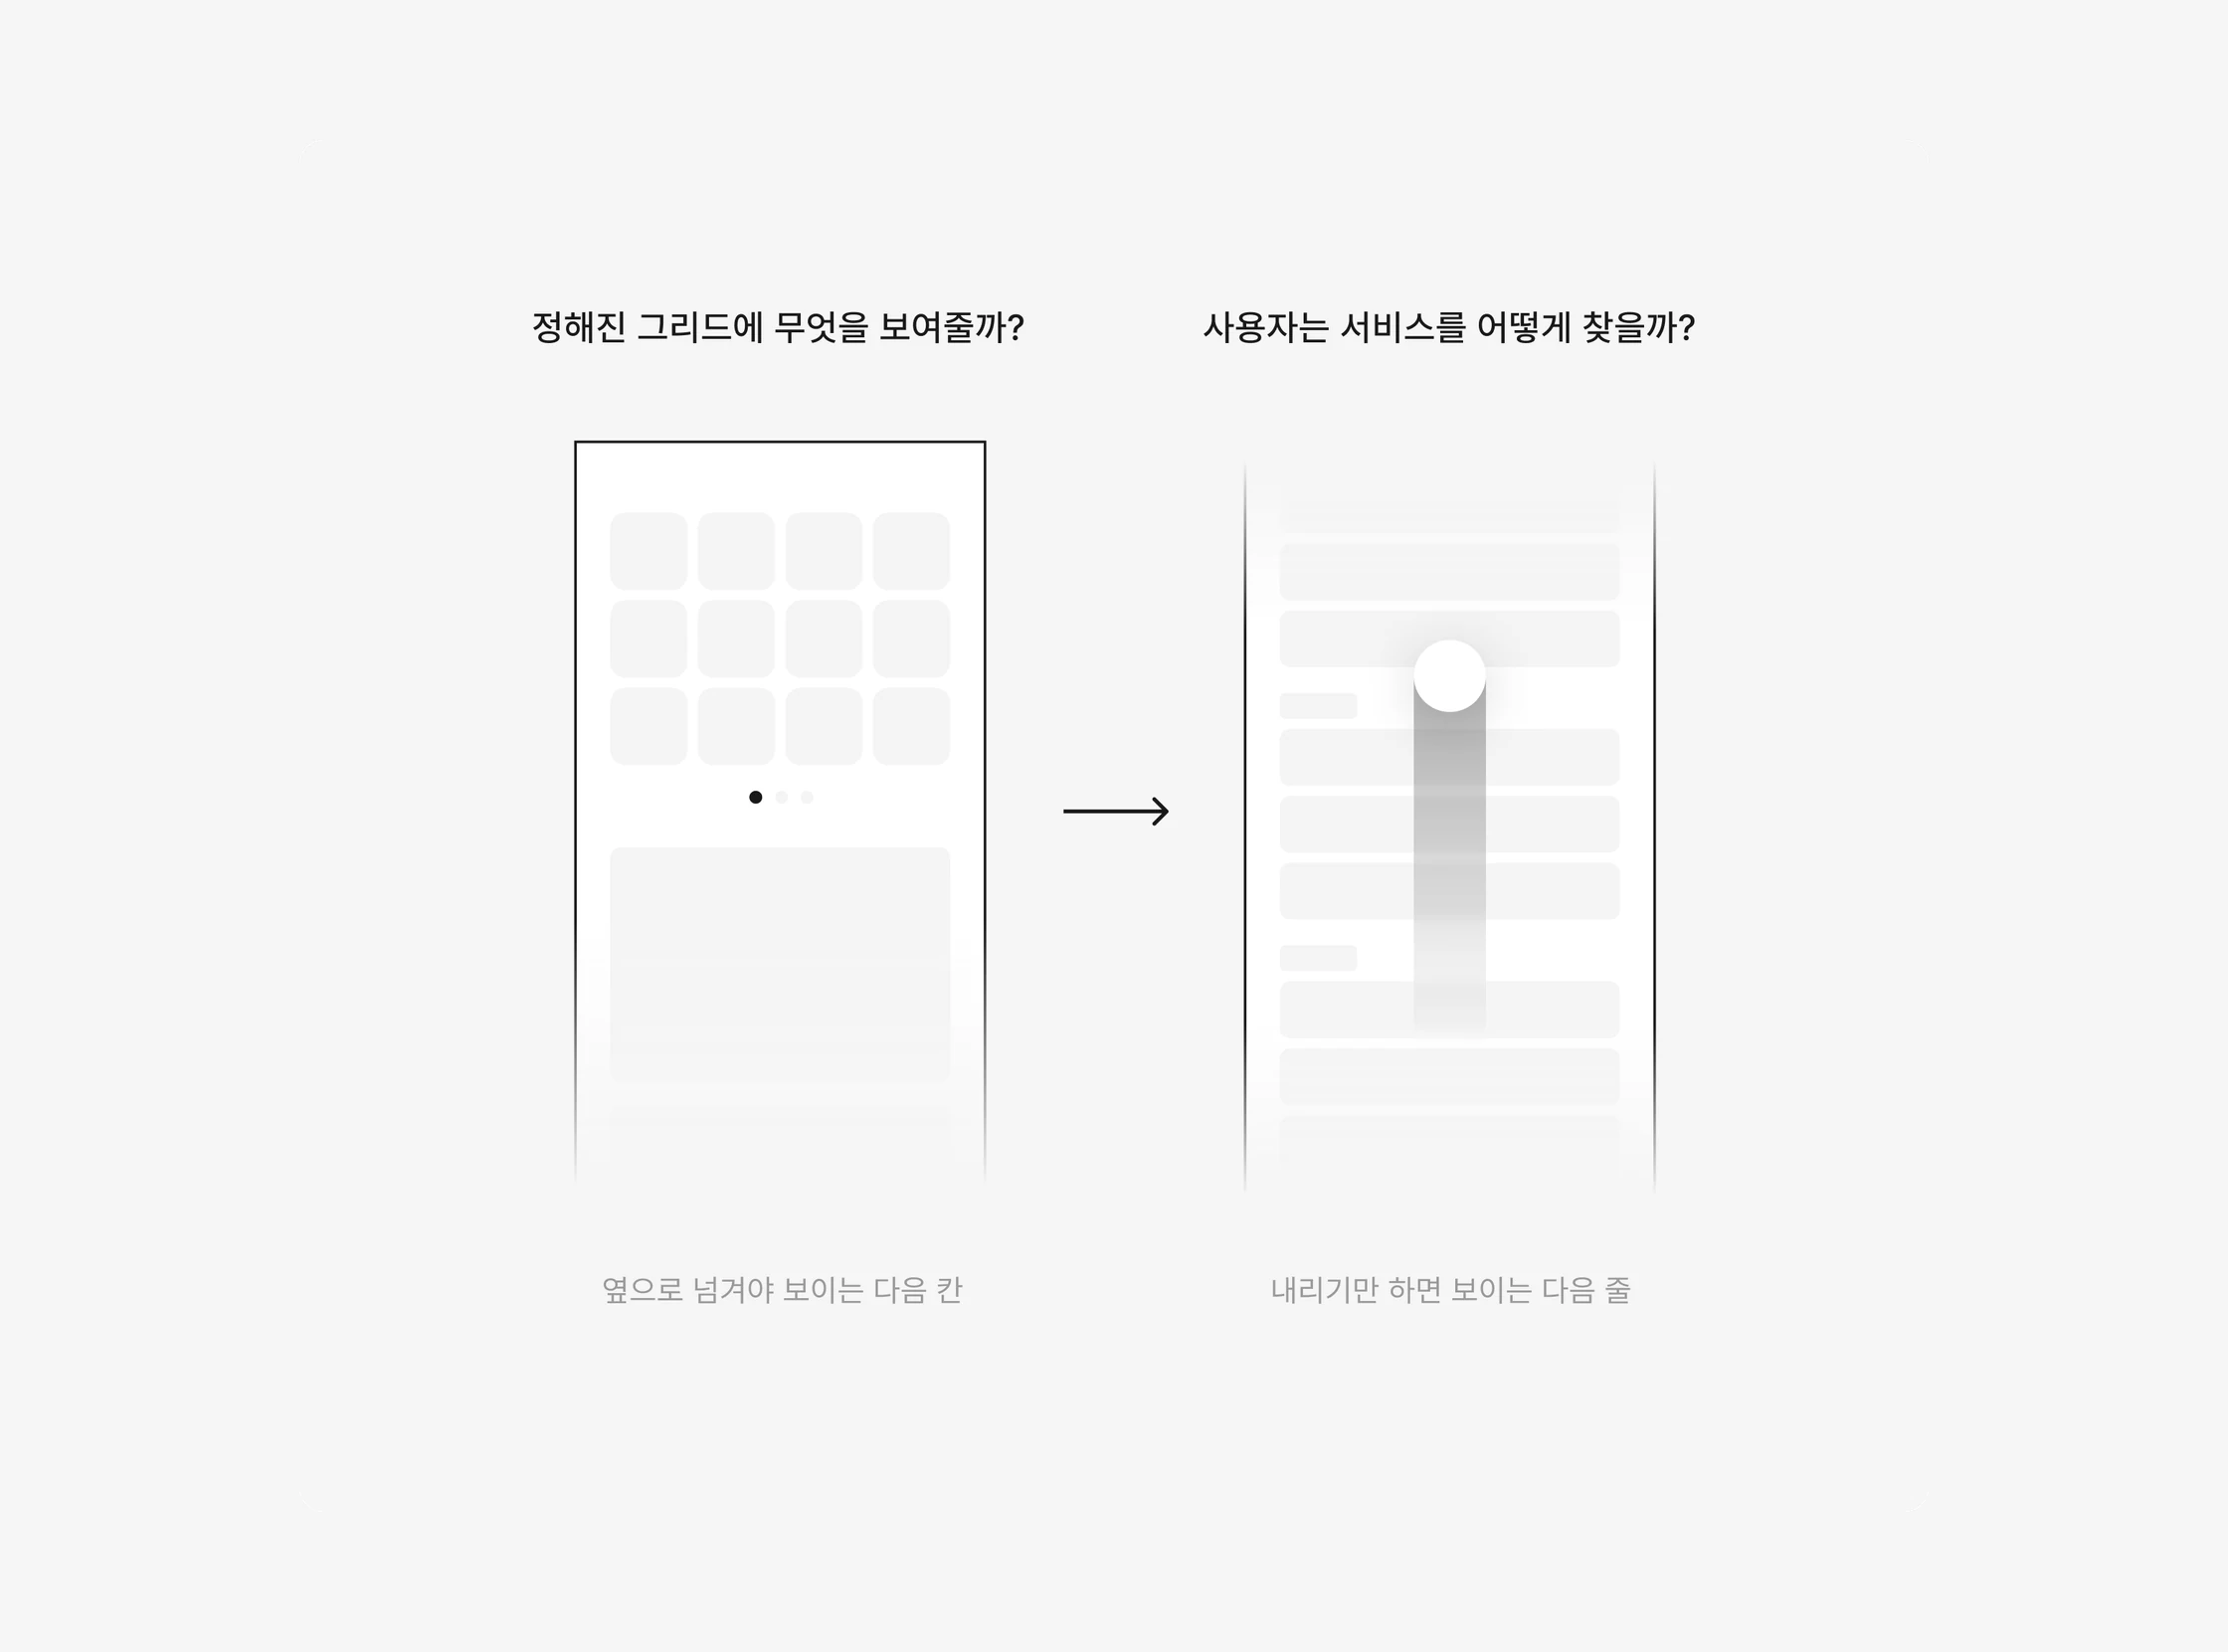 정해진 그리드에 무엇을 보여줄까?
사용자는 서비스를 어떻게 찾을까?
옆으로 넘겨야 보이는 다음 칸
내리기만 하면 보이는 다음 줄